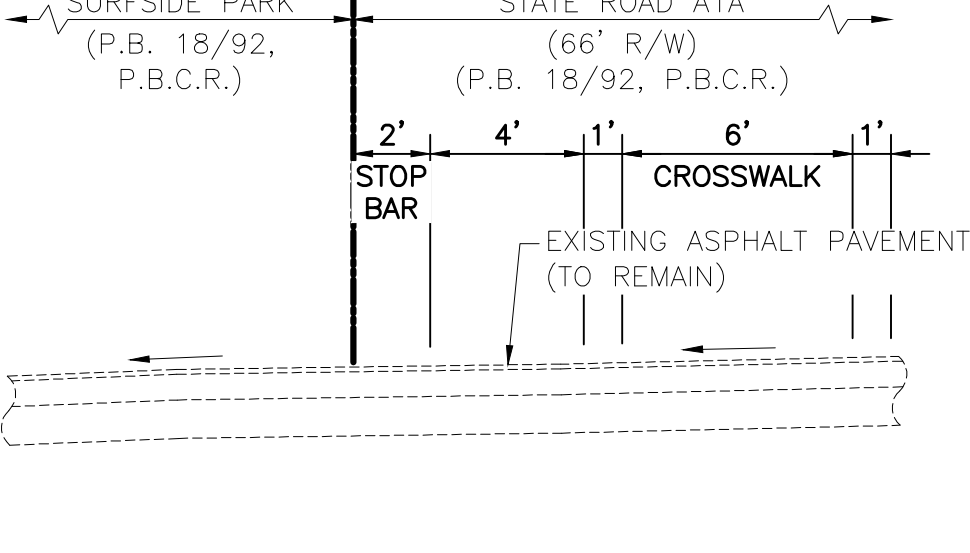 SURFSIDE PARK
(P.B. 18/92,
P.B.C.R.)
STATE ROAD A1A
(66' R/W)
(P.B. 18/92, P.B.C.R.)
2' 4' 1' 6' 1'
STOP
BAR
CROSSWALK
EXISTING ASPHALT PAVEMENT
(TO REMAIN)